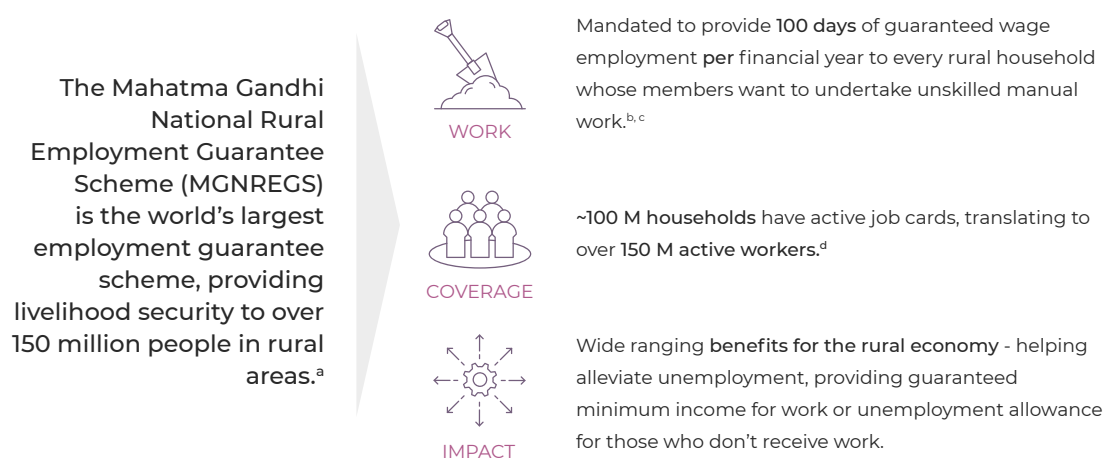 The Mahatma Gandhi
National Rural
Employment Guarantee
Scheme (MGNREGS)
is the world’s largest
employment guarantee
scheme, providing
livelihood security to over
150 million people in rural
areas.ᵃ
WORK
Mandated to provide 100 days of guaranteed wage
employment per financial year to every rural household
whose members want to undertake unskilled manual
work.ᵇ, ᶜ
COVERAGE
~100 M households have active job cards, translating to
over 150 M active workers.ᵈ
IMPACT
Wide ranging benefits for the rural economy - helping
alleviate unemployment, providing guaranteed
minimum income for work or unemployment allowance
for those who don’t receive work.